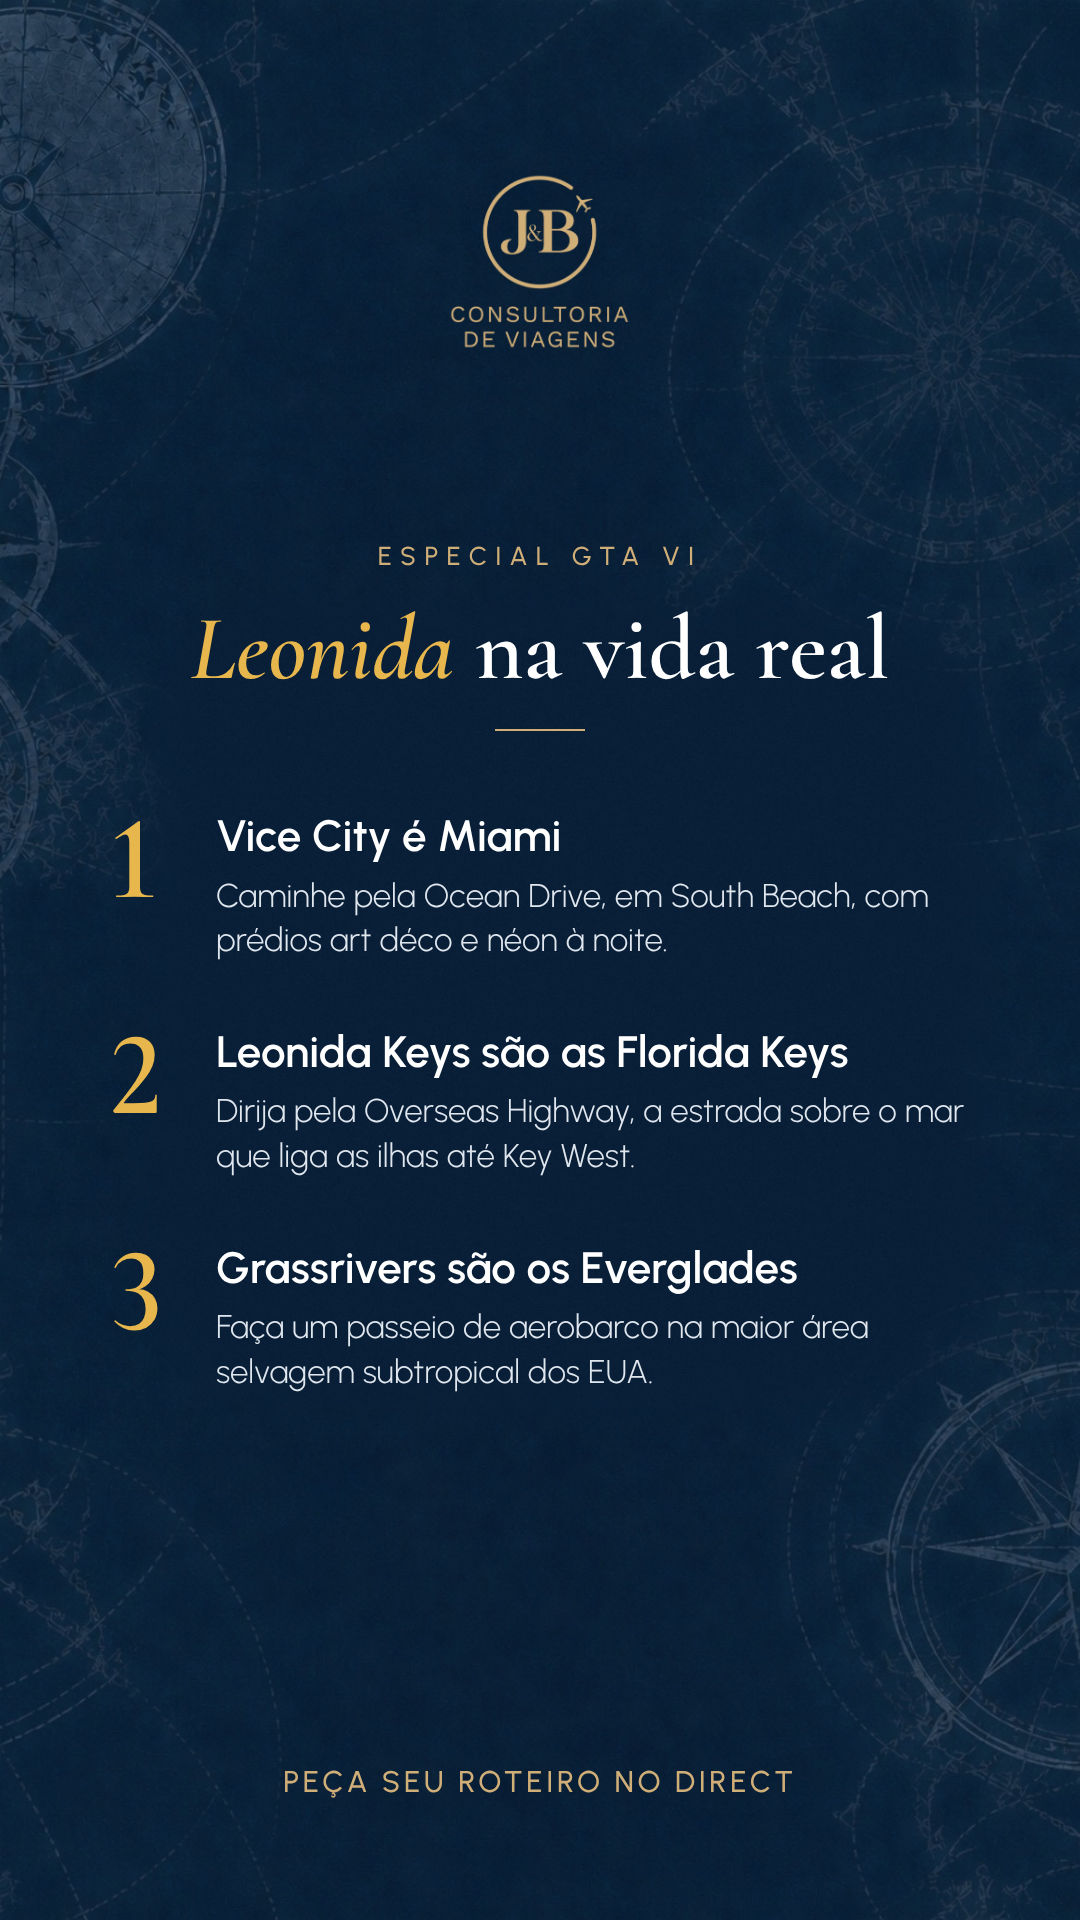 J&B
CONSULTORIA
DE VIAGENS
ESPECIAL GTA VI
Leonida na vida real
1
Vice City é Miami
Caminhe pela Ocean Drive, em South Beach, com
prédios art déco e néon à noite.
2
Leonida Keys são as Florida Keys
Dirija pela Overseas Highway, a estrada sobre o mar
que liga as ilhas até Key West.
3
Grassrivers são os Everglades
Faça um passeio de aerobarco na maior área
selvagem subtropical dos EUA.
PEÇA SEU ROTEIRO NO DIRECT